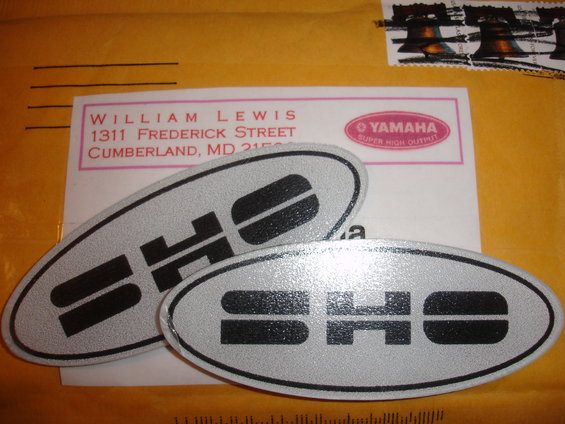 WILLIAM LEWIS
1311 FREDERICK STREET
CUMBERLAND, MD
YAMAHA
SUPER HIGH OUTPUT
SHO
SHO